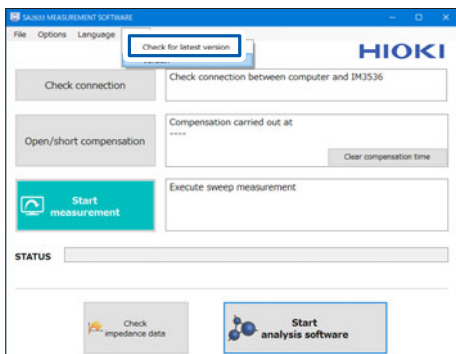 SA2633 MEASUREMENT SOFTWARE
File Options Language
Check for latest version
HIOKI
Check connection
Check connection between computer and IM3536
Open/short compensation
Compensation carried out at
----
Clear compensation time
Start
measurement
Execute sweep measurement
STATUS
Check
impedance data
Start
analysis software